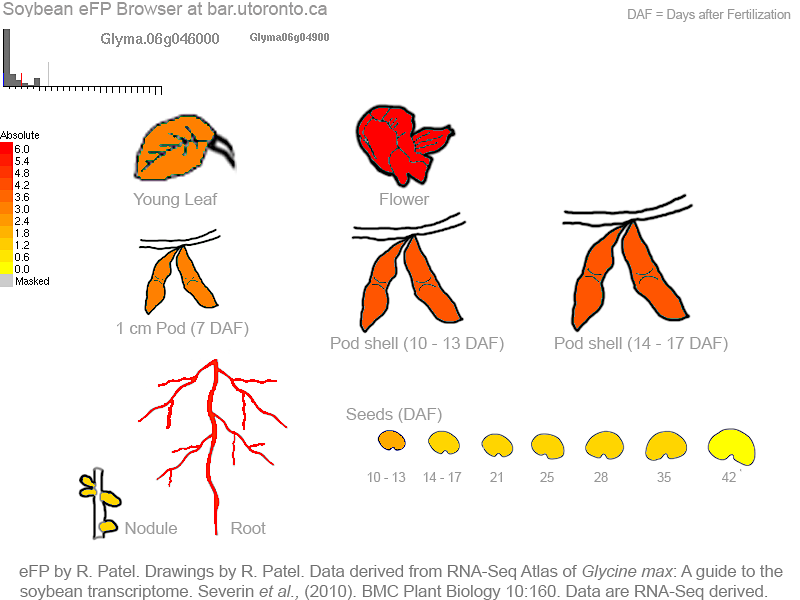 Soybean eFP Browser at bar.utoronto.ca
DAF = Days after Fertilization
Glyma.06g046000
Glyma06g04900
Absolute
6.0
5.4
4.8
4.2
3.6
3.0
2.4
1.8
1.2
0.6
0.0
Masked
Young Leaf
Flower
1 cm Pod (7 DAF)
Pod shell (10 - 13 DAF)
Pod shell (14 - 17 DAF)
Seeds (DAF)
10 - 13
14 - 17
21
25
28
35
42
Nodule
Root
eFP by R. Patel. Drawings by R. Patel. Data derived from RNA-Seq Atlas of Glycine max: A guide to the
soybean transcriptome. Severin et al., (2010). BMC Plant Biology 10:160. Data are RNA-Seq derived.